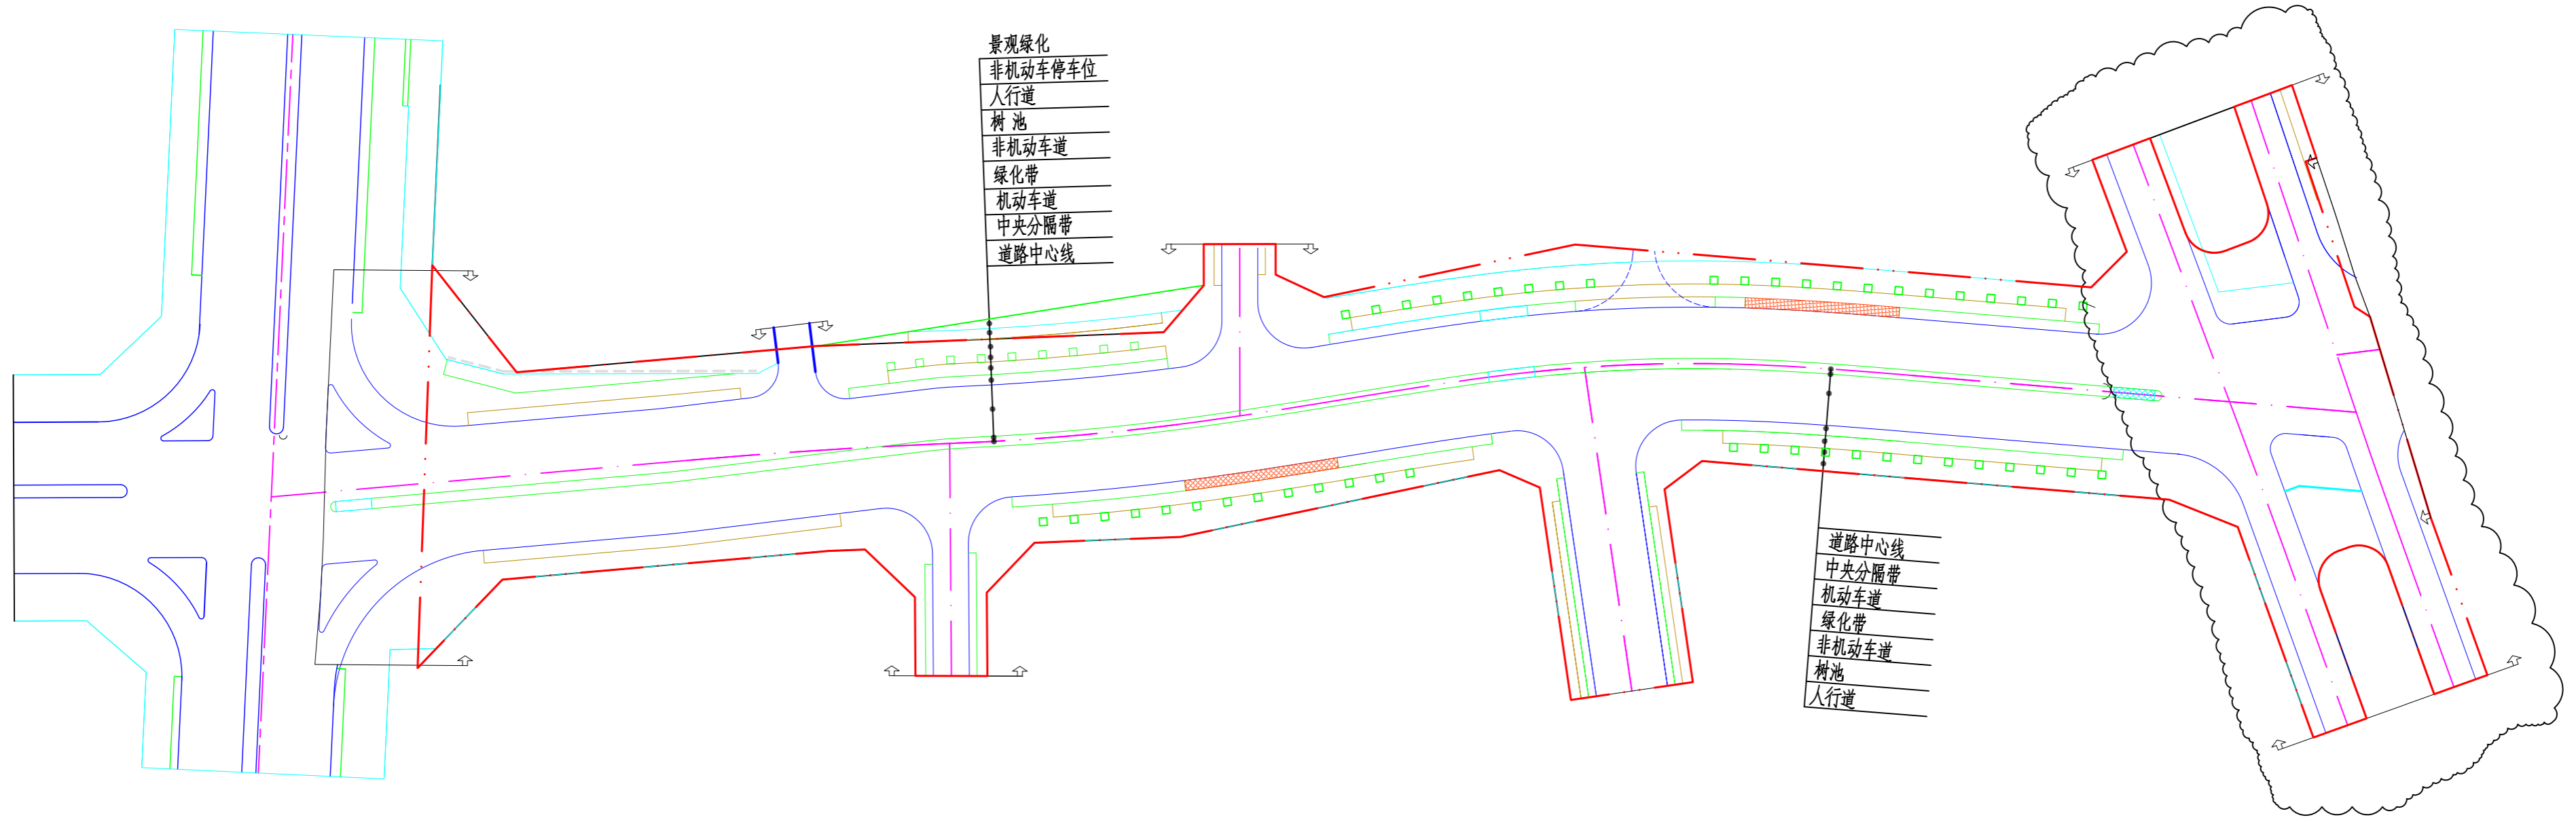 景观绿化
非机动车停车位
人行道
树 池
非机动车道
绿化带
机动车道
中央分隔带
道路中心线
道路中心线
中央分隔带
机动车道
绿化带
非机动车道
树池
人行道